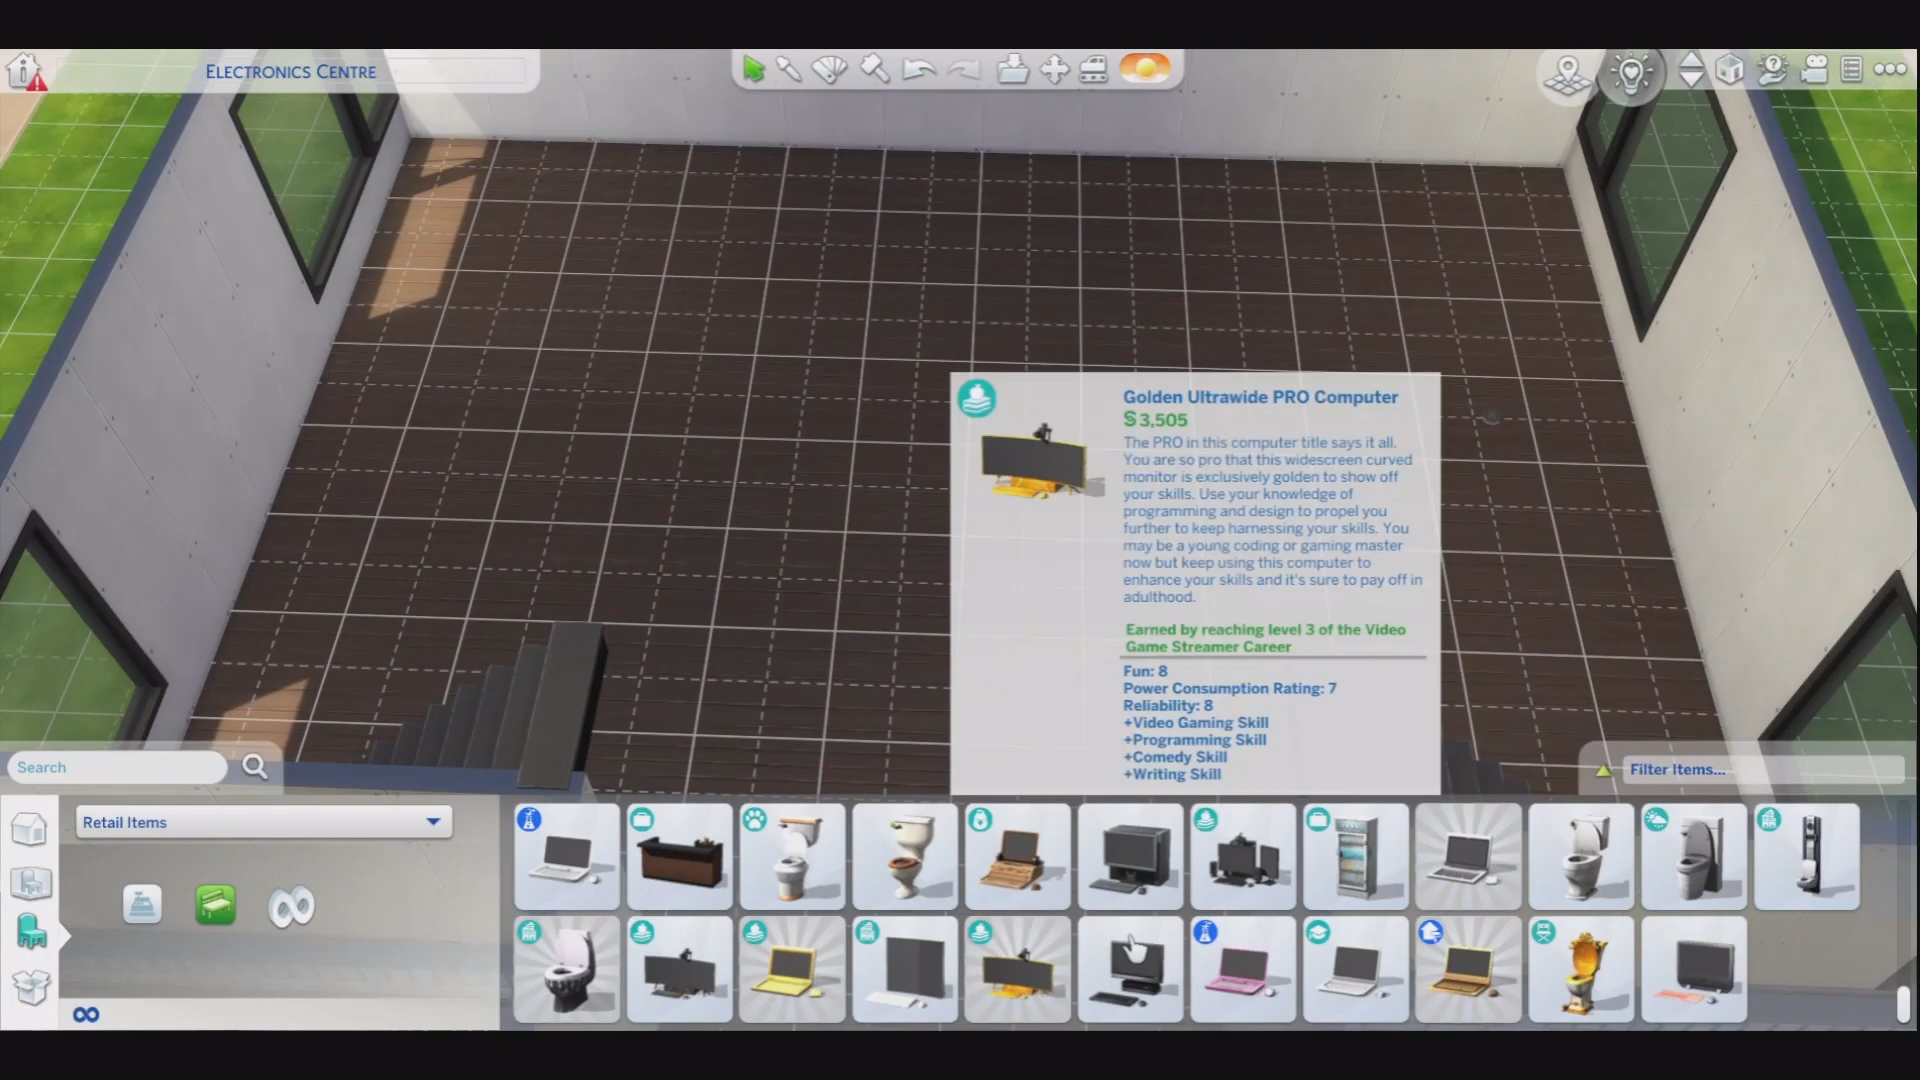 Electronics Centre
Golden Ultrawide PRO Computer
§3,505
The PRO in this computer title says it all.
You are so pro that this widescreen curved
monitor is exclusively golden to show off
your skills. Use your knowledge of
programming and design to propel you
further to keep harnessing your skills. You
may be a young coding or gaming master
now but keep using this computer to
enhance your skills and it's sure to pay off in
adulthood.
Earned by reaching level 3 of the Video
Game Streamer Career
Fun: 8
Power Consumption Rating: 7
Reliability: 8
+Video Gaming Skill
+Programming Skill
+Comedy Skill
+Writing Skill
Search
Filter Items...
Retail Items